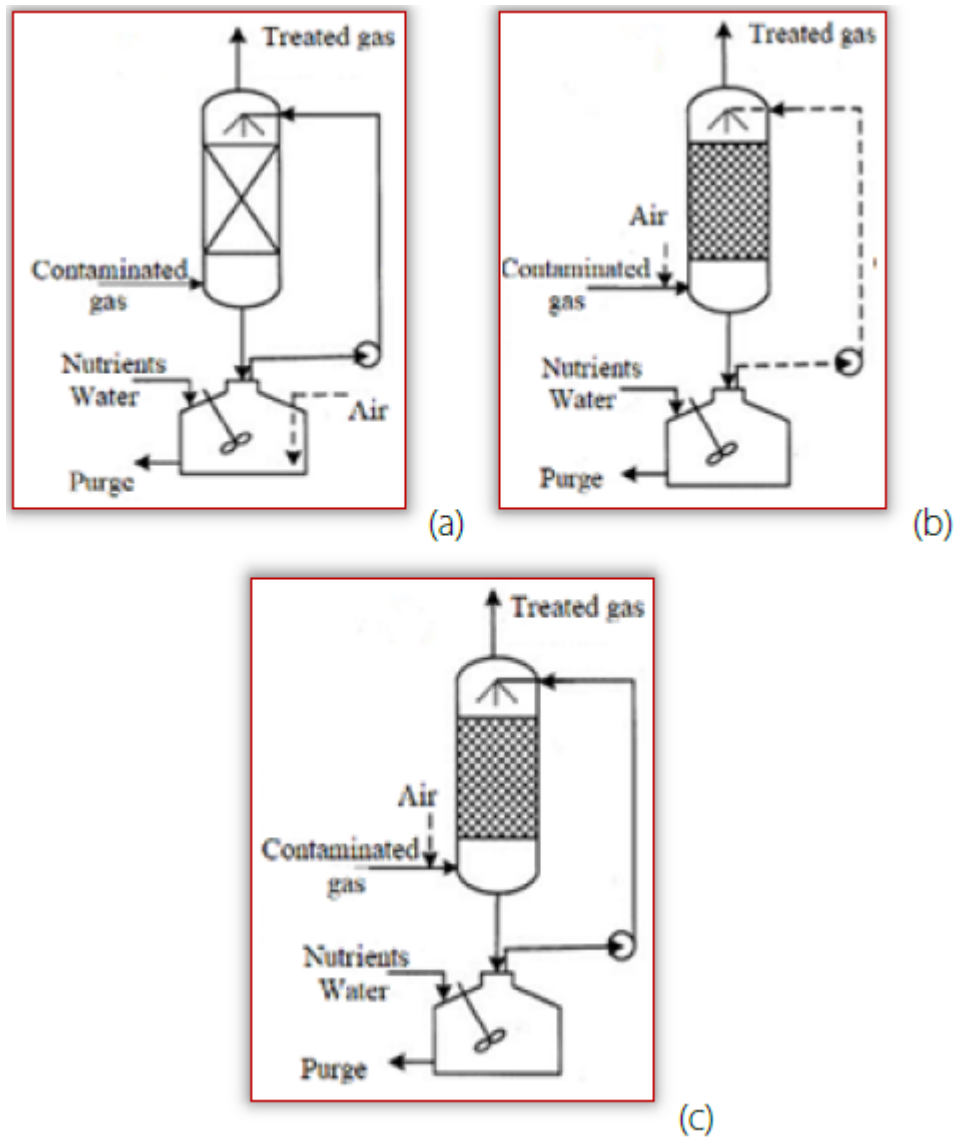 Treated gas
Contaminated
gas
Nutrients
Water
Air
Purge
(a)
Treated gas
Air
Contaminated
gas
Nutrients
Water
Purge
(b)
Treated gas
Air
Contaminated
gas
Nutrients
Water
Purge
(c)